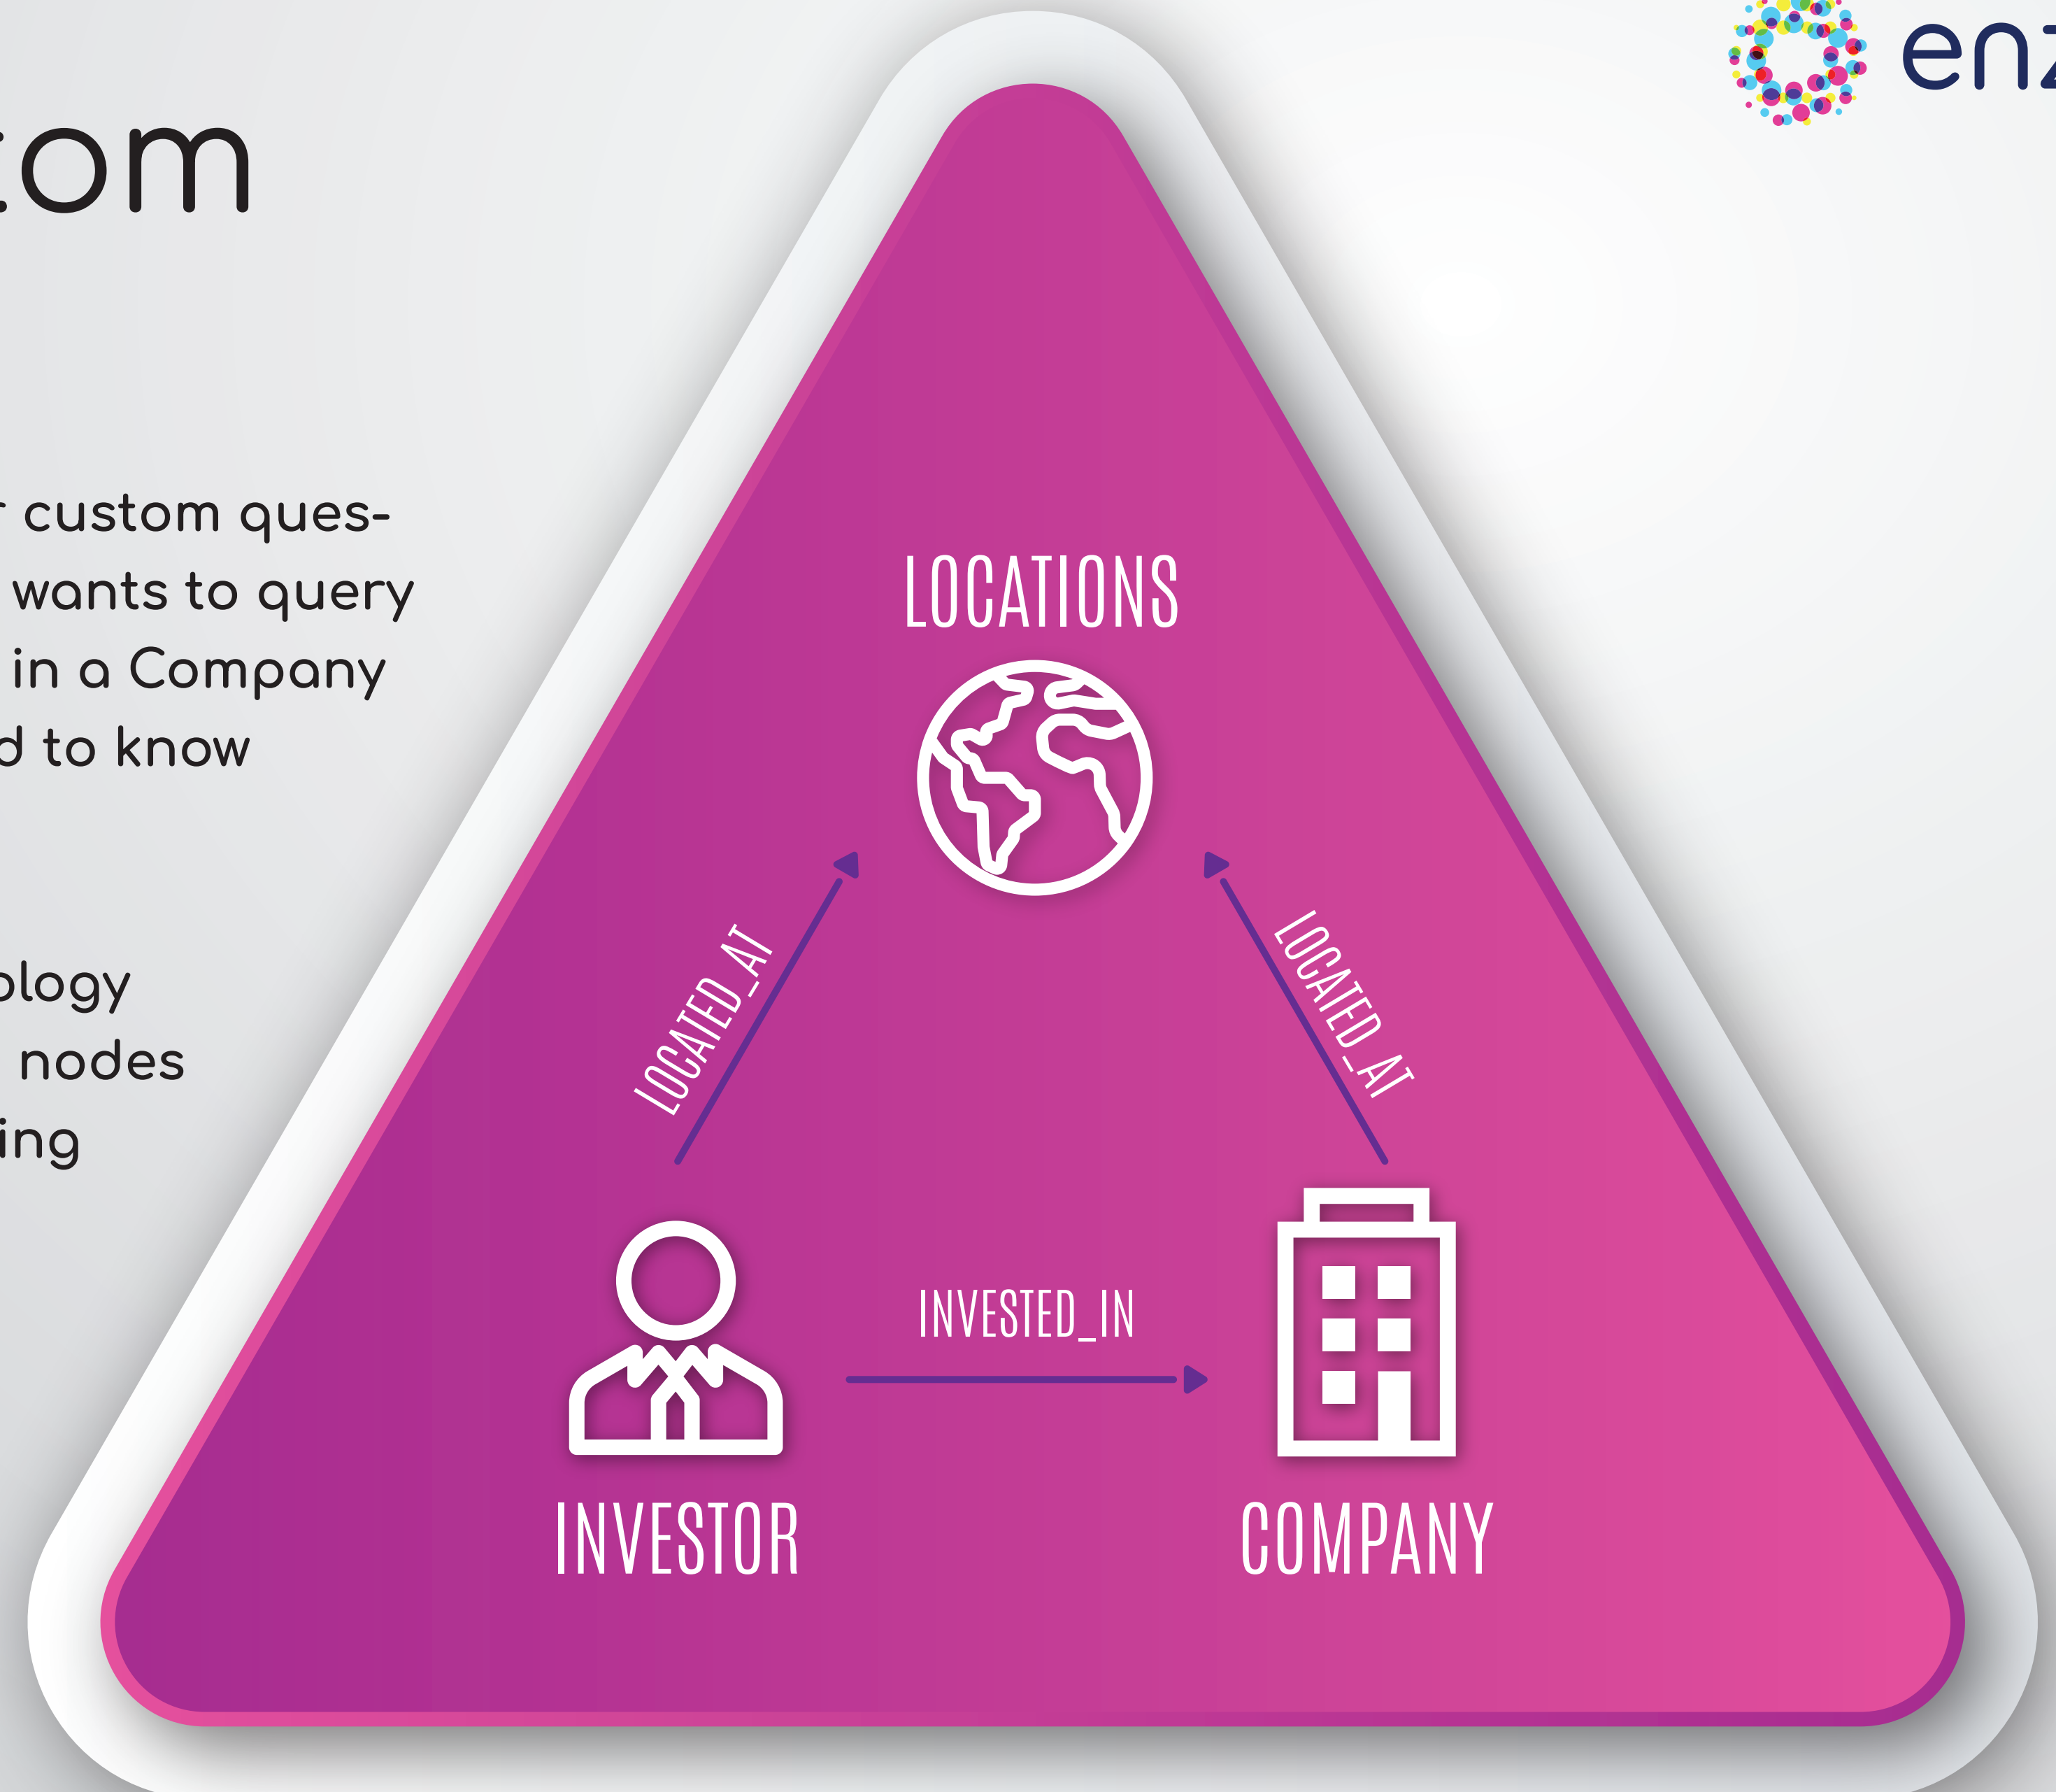 tom
enz
r custom ques-
wants to query
in a Company
d to know
ology
nodes
ing
LOCATIONS
LOCATED_AT
LOCATED_AT
INVESTED_IN
INVESTOR
COMPANY